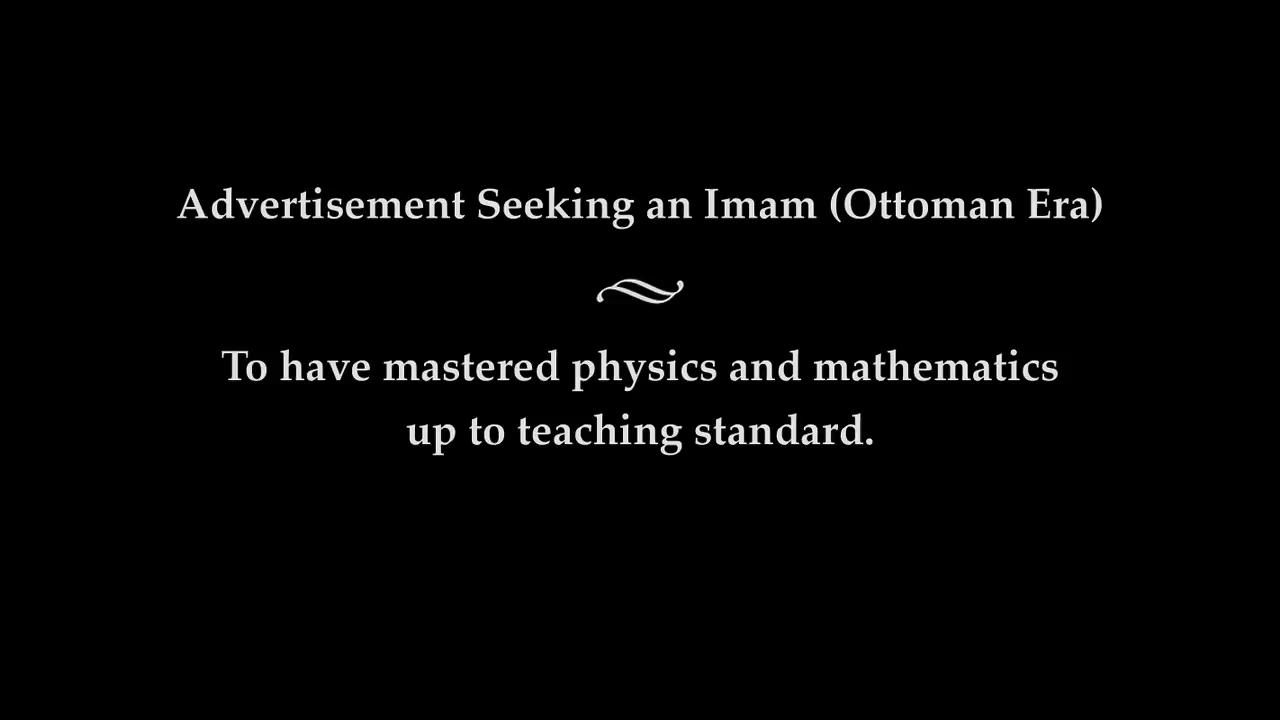 Advertisement Seeking an Imam (Ottoman Era)
To have mastered physics and mathematics
up to teaching standard.